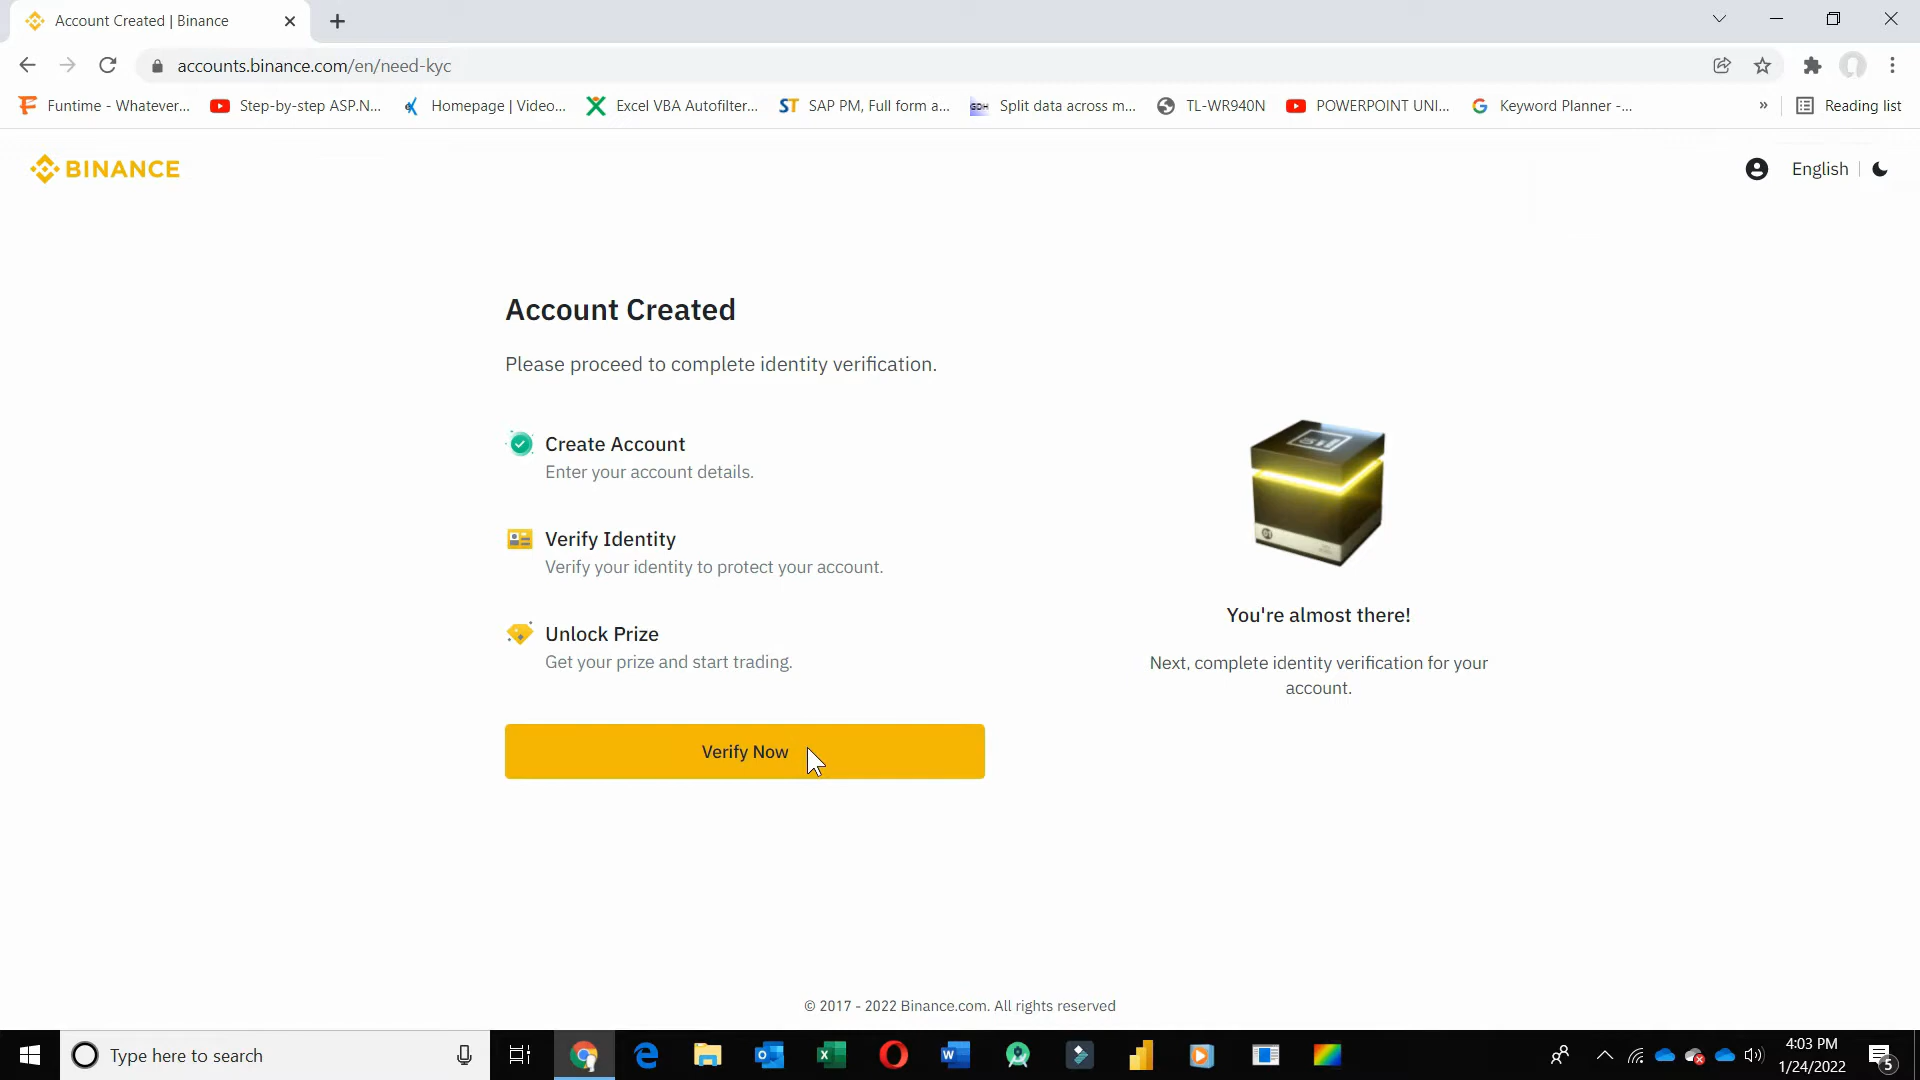 Account Created | Binance
accounts.binance.com/en/need-kyc
Funtime - Whatever...
Step-by-step ASP.N...
Homepage | Video...
Excel VBA Autofilter...
ST
SAP PM, Full form a...
GDH
Split data across m...
TL-WR940N
POWERPOINT UNI...
Keyword Planner -...
»
Reading list
BINANCE
English
Account Created
Please proceed to complete identity verification.
Create Account
Enter your account details.
Verify Identity
Verify your identity to protect your account.
Unlock Prize
Get your prize and start trading.
You're almost there!
Next, complete identity verification for your
account.
Verify Now
© 2017 - 2022 Binance.com. All rights reserved
Type here to search
4:03 PM
1/24/2022
5